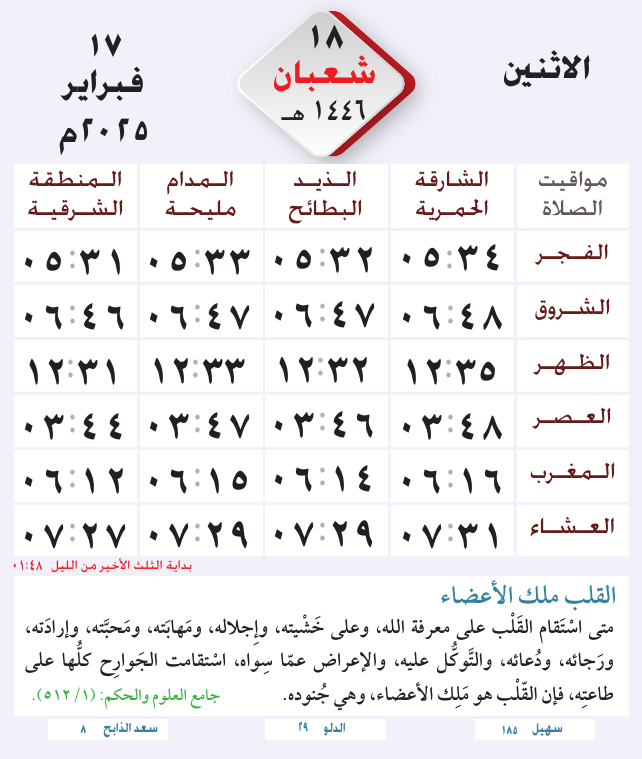 الاثنين
١٨
شعبان
١٤٤٦ هـ
١٧
فبراير
٢٠٢٥م
مواقيت الصلاة | الشارقة الحمرية | الذيد البطائح | المدام مليحة | المنطقة الشرقية
الفجر ٠٥:٣٤ ٠٥:٣٢ ٠٥:٣٣ ٠٥:٣١
الشروق ٠٦:٤٨ ٠٦:٤٧ ٠٦:٤٧ ٠٦:٤٦
الظهر ١٢:٣٥ ١٢:٣٢ ١٢:٣٣ ١٢:٣١
العصر ٠٣:٤٨ ٠٣:٤٦ ٠٣:٤٧ ٠٣:٤٤
المغرب ٠٦:١٦ ٠٦:١٤ ٠٦:١٥ ٠٦:١٢
العشاء ٠٧:٣١ ٠٧:٢٩ ٠٧:٢٩ ٠٧:٢٧
بداية الثلث الأخير من الليل ٠١:٤٨
القلب ملك الأعضاء
متى اسْتَقام القَلْب على معرفة الله، وعلى خَشْيته، وإجلاله، ومَهابَته، ومَحبَّته، وإرادَته،
ورَجائه، ودُعائه، والتَّوكُّل عليه، والإعراض عمّا سِواه، اسْتقامت الجَوارِح كلُّها على
طاعتِه، فإن القَّلْب هو مَلِك الأعضاء، وهي جُنوده. جامع العلوم والحكم: (١/ ٥١٢).
سهيل ١٨٥
الدلو ٢٩
سعد الذابح ٨